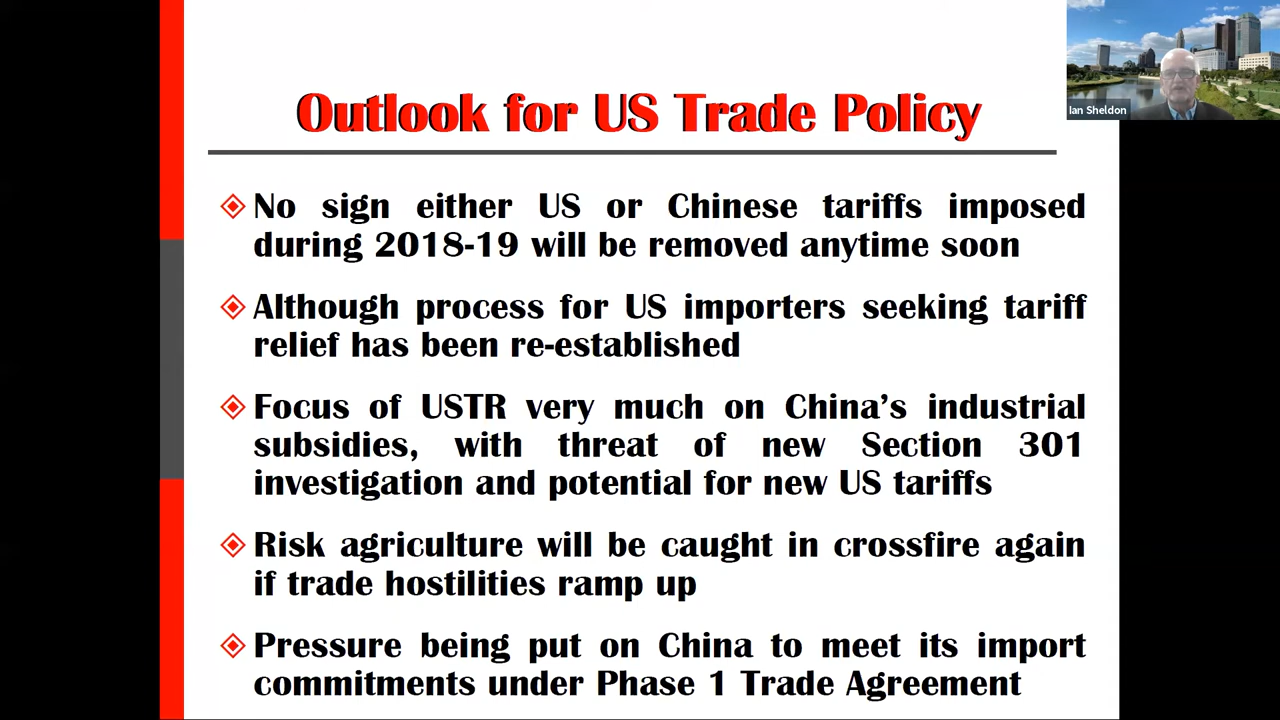 Outlook for US Trade Policy
Ian Sheldon
No sign either US or Chinese tariffs imposed
during 2018-19 will be removed anytime soon
Although process for US importers seeking tariff
relief has been re-established
Focus of USTR very much on China’s industrial
subsidies, with threat of new Section 301
investigation and potential for new US tariffs
Risk agriculture will be caught in crossfire again
if trade hostilities ramp up
Pressure being put on China to meet its import
commitments under Phase 1 Trade Agreement